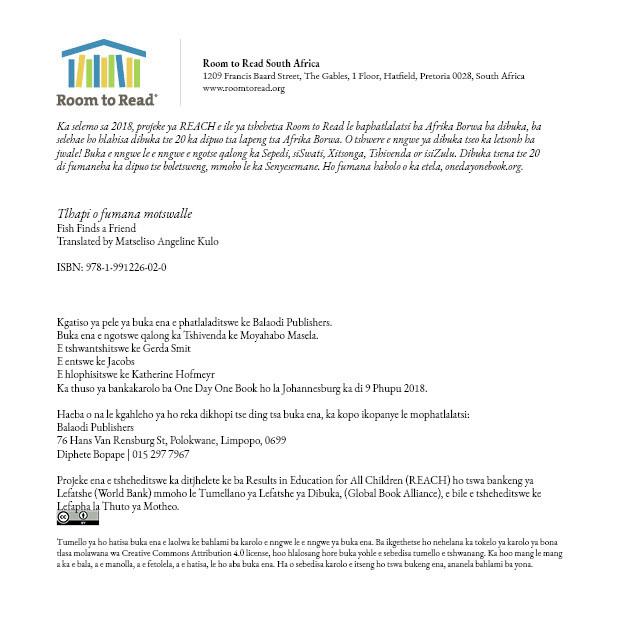 Room to Read®
Room to Read South Africa
1209 Francis Baard Street, The Gables, 1 Floor, Hatfield, Pretoria 0028, South Africa
www.roomtoread.org
Ka selemo sa 2018, projeke ya REACH e ile ya tshehetsa Room to Read le baphatlalatsi ba Afrika Borwa ba dibuka, ba
selehae ho hlahisa dibuka tse 20 ka dipuo tsa lapeng tsa Afrika Borwa. O tshwere e nngwe ya dibuka tseo ka letsonh ha
jwale! Buka e nngwe le e nngwe e ngotse qalong ka Sepedi, siSwati, Xitsonga, Tshivenda or isiZulu. Dibuka tsena tse 20
di fumaneha ka dipuo tse boletsweng, mmoho le ka Senyesemane. Ho fumana haholo o ka etela, onedayonebook.org.
Tlhapi o fumana motswalle
Fish Finds a Friend
Translated by Matseliso Angeline Kulo
ISBN: 978-1-991226-02-0
Kgatiso ya pele ya buka ena e phatlaladitswe ke Balaodi Publishers.
Buka ena e ngotswe qalong ka Tshivenda ke Moyahabo Masela.
E tshwantshitswe ke Gerda Smit
E entswe ke Jacobs
E hlophisitswe ke Katherine Hofmeyr
Ka thuso ya bankakarolo ba One Day One Book ho la Johannesburg ka di 9 Phupu 2018.
Haeba o na le kgahleho ya ho reka dikhopi tse ding tsa buka ena, ka kopo ikopanye le mophatlalatsi:
Balaodi Publishers
76 Hans Van Rensburg St, Polokwane, Limpopo, 0699
Diphete Bopape | 015 297 7967
Projeke ena e tsheheditswe ka ditjhelete ke ba Results in Education for All Children (REACH) ho tswa bankeng ya
Lefatshe (World Bank) mmoho le Tumellano ya Lefatshe ya Dibuka, (Global Book Alliance), e bile e tsheheditswe ke
Lefapha la Thuto ya Motheo.
cc BY
Tumello ya ho hatisa buka ena e laolwa ke bahlami ba karolo e nngwe le e nngwe ya buka ena. Ba ikgethetse ho nehelana ka tokelo ya karolo ya bona
tlasa molawana wa Creative Commons Attribution 4.0 license, hoo hlalosang hore buka yohle e sebedisa tumello e tshwanang. Ka hoo mang le mang
a ka e bala, a e manolla, a e fetolela, a e hatisa, le ho aba buka ena. Ha o sebedisa karolo e itseng ho tswa bukeng ena, ananela bahlami ba yona.